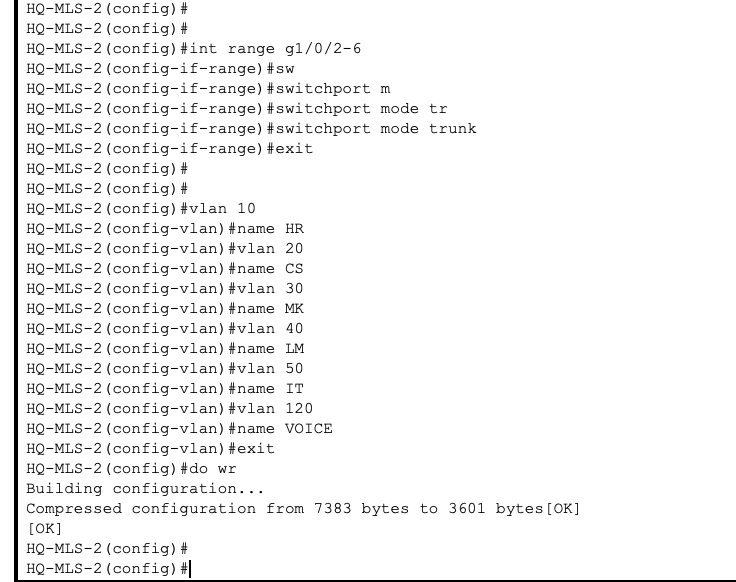 HQ-MLS-2(config)#
HQ-MLS-2(config)#
HQ-MLS-2(config)#int range g1/0/2-6
HQ-MLS-2(config-if-range)#sw
HQ-MLS-2(config-if-range)#switchport m
HQ-MLS-2(config-if-range)#switchport mode tr
HQ-MLS-2(config-if-range)#switchport mode trunk
HQ-MLS-2(config-if-range)#exit
HQ-MLS-2(config)#
HQ-MLS-2(config)#
HQ-MLS-2(config)#vlan 10
HQ-MLS-2(config-vlan)#name HR
HQ-MLS-2(config-vlan)#vlan 20
HQ-MLS-2(config-vlan)#name CS
HQ-MLS-2(config-vlan)#vlan 30
HQ-MLS-2(config-vlan)#name MK
HQ-MLS-2(config-vlan)#vlan 40
HQ-MLS-2(config-vlan)#name LM
HQ-MLS-2(config-vlan)#vlan 50
HQ-MLS-2(config-vlan)#name IT
HQ-MLS-2(config-vlan)#vlan 120
HQ-MLS-2(config-vlan)#name VOICE
HQ-MLS-2(config-vlan)#exit
HQ-MLS-2(config)#do wr
Building configuration...
Compressed configuration from 7383 bytes to 3601 bytes[OK]
[OK]
HQ-MLS-2(config)#
HQ-MLS-2(config)#